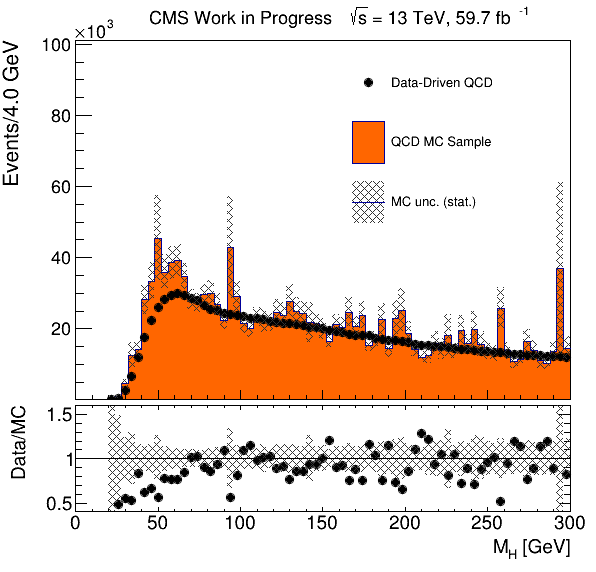 CMS Work in Progress √s = 13 TeV, 59.7 fb⁻¹
×10³
Events/4.0 GeV
100
80
60
40
20
Data-Driven QCD
QCD MC Sample
MC unc. (stat.)
Data/MC
1.5
1
0.5
0 50 100 150 200 250 300
M_H [GeV]